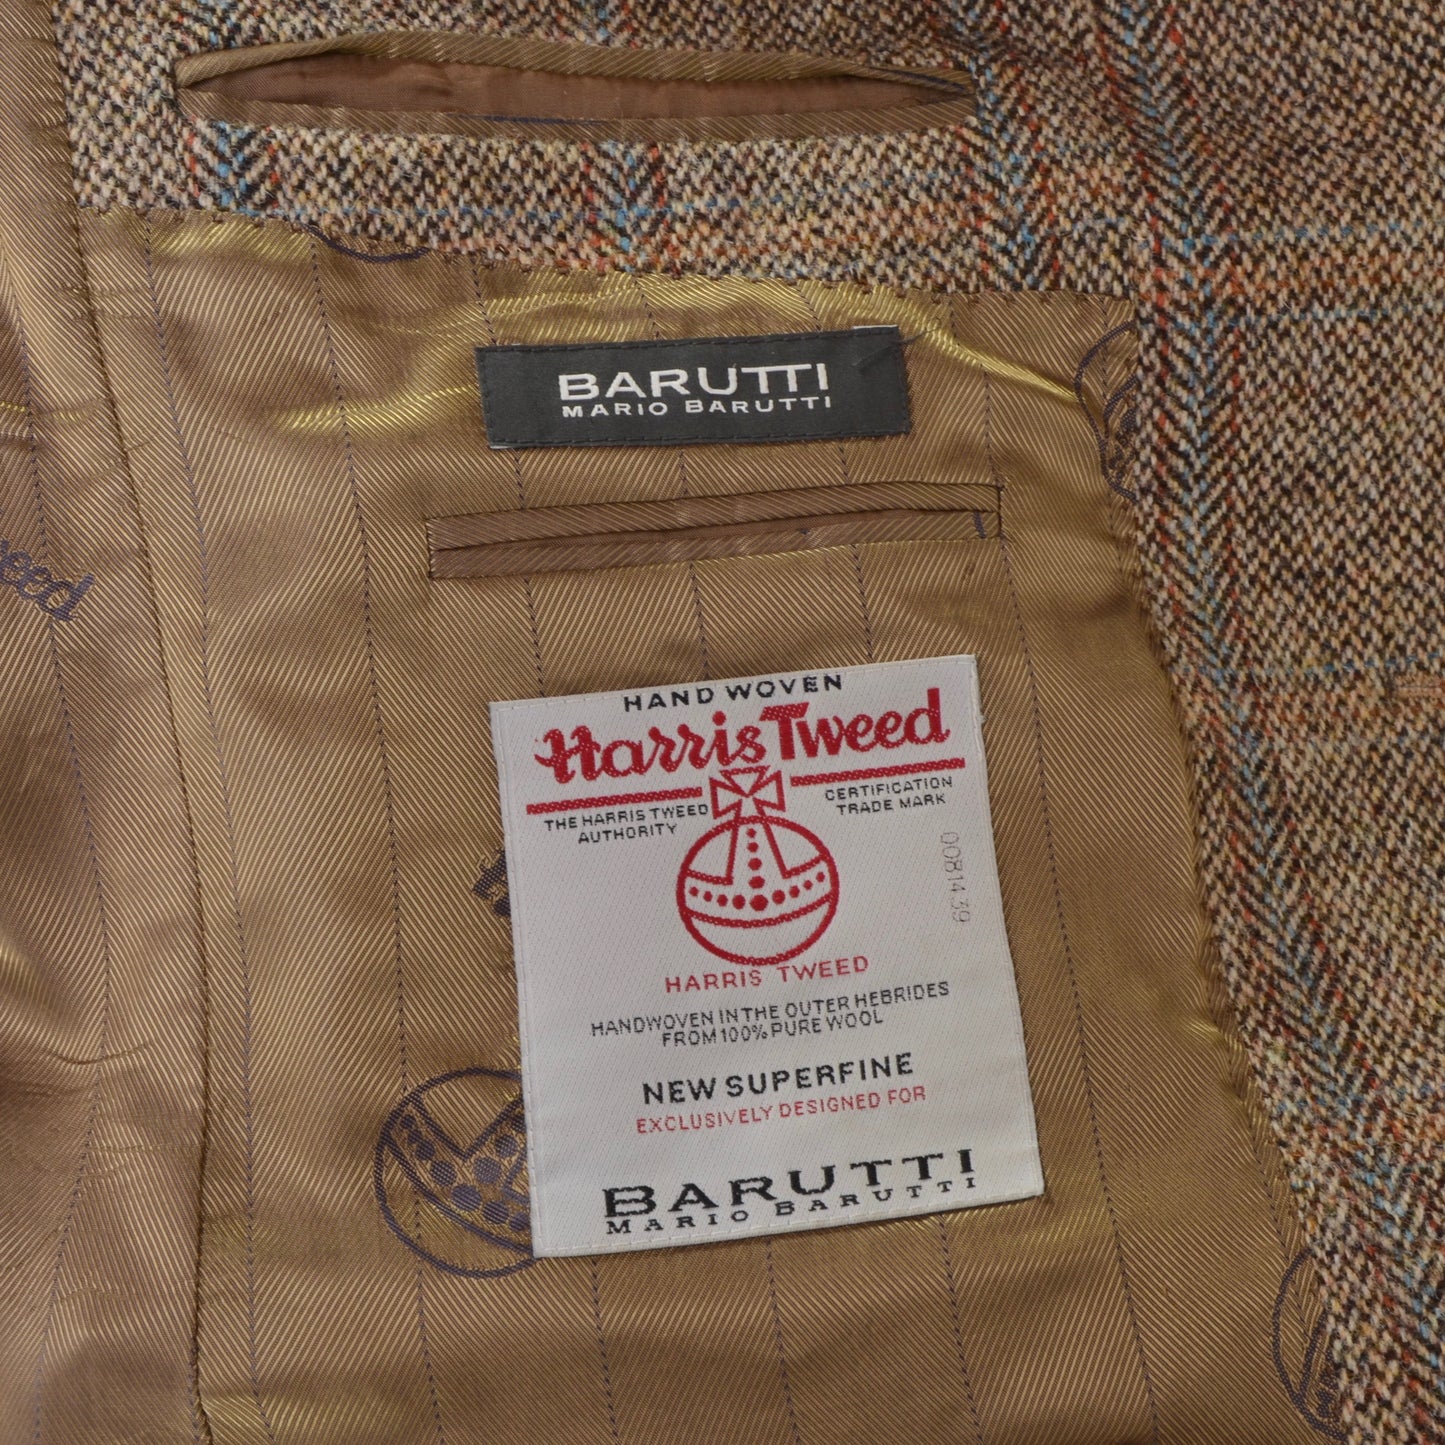 BARUTTI
MARIO BARUTTI
eed
HAND WOVEN
Harris Tweed
THE HARRIS TWEED
AUTHORITY
CERTIFICATION
TRADE MARK
0081439
HARRIS TWEED
HANDWOVEN IN THE OUTER HEBRIDES
FROM 100% PURE WOOL
NEW SUPERFINE
EXCLUSIVELY DESIGNED FOR
BARUTTI
MARIO BARUTTI